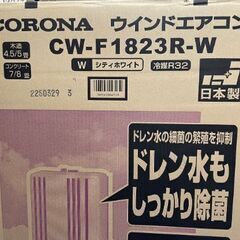 CORONA ウインドエアコン
木造
4.5/5畳
コンクリート
7/8畳
CW-F1823R-W
W シティホワイト 冷媒R32
日本製
2250329 3
ドレン水の細菌の繁殖を抑制
ドレン水も
しっかり除菌